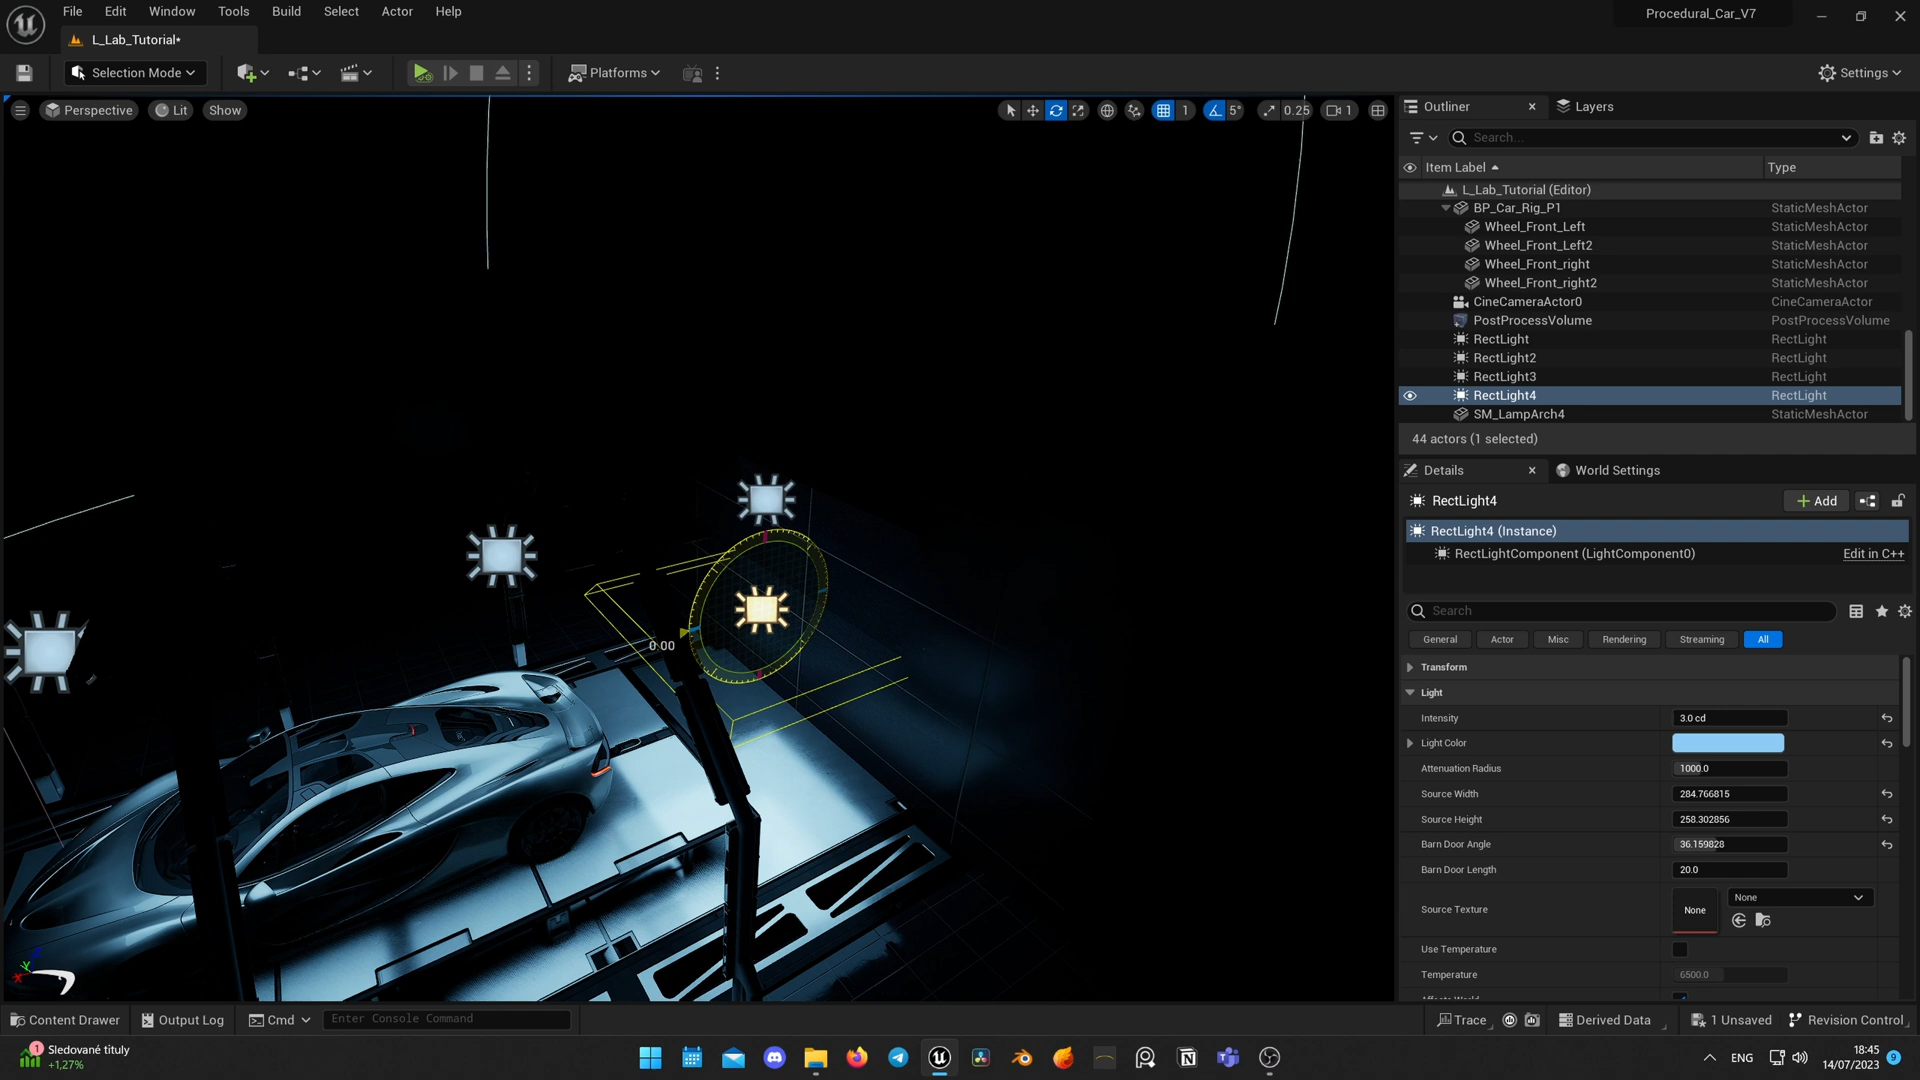 File Edit Window Tools Build Select Actor Help
Procedural_Car_V7
L_Lab_Tutorial*
Selection Mode
Platforms
Settings
Perspective Lit Show
1 5° 0.25 1
Outliner Layers
Search...
Item Label Type
L_Lab_Tutorial (Editor)
BP_Car_Rig_P1 StaticMeshActor
Wheel_Front_Left StaticMeshActor
Wheel_Front_Left2 StaticMeshActor
Wheel_Front_right StaticMeshActor
Wheel_Front_right2 StaticMeshActor
CineCameraActor0 CineCameraActor
PostProcessVolume PostProcessVolume
RectLight RectLight
RectLight2 RectLight
RectLight3 RectLight
RectLight4 RectLight
SM_LampArch4 StaticMeshActor
44 actors (1 selected)
Details World Settings
RectLight4 Add
RectLight4 (Instance)
RectLightComponent (LightComponent0) Edit in C++
Search
General Actor Misc Rendering Streaming All
Transform
Light
Intensity 3.0 cd
Light Color
Attenuation Radius 1000.0
Source Width 284.766815
Source Height 258.302856
Barn Door Angle 36.159828
Barn Door Length 20.0
Source Texture None None
Use Temperature
Temperature 6500.0
Affects World
0.00
Z
Y
X
Content Drawer Output Log Cmd Enter Console Command
Trace Derived Data 1 Unsaved Revision Control
1 Sledované tituly
+1,27%
ENG
18:45
14/07/2023
9